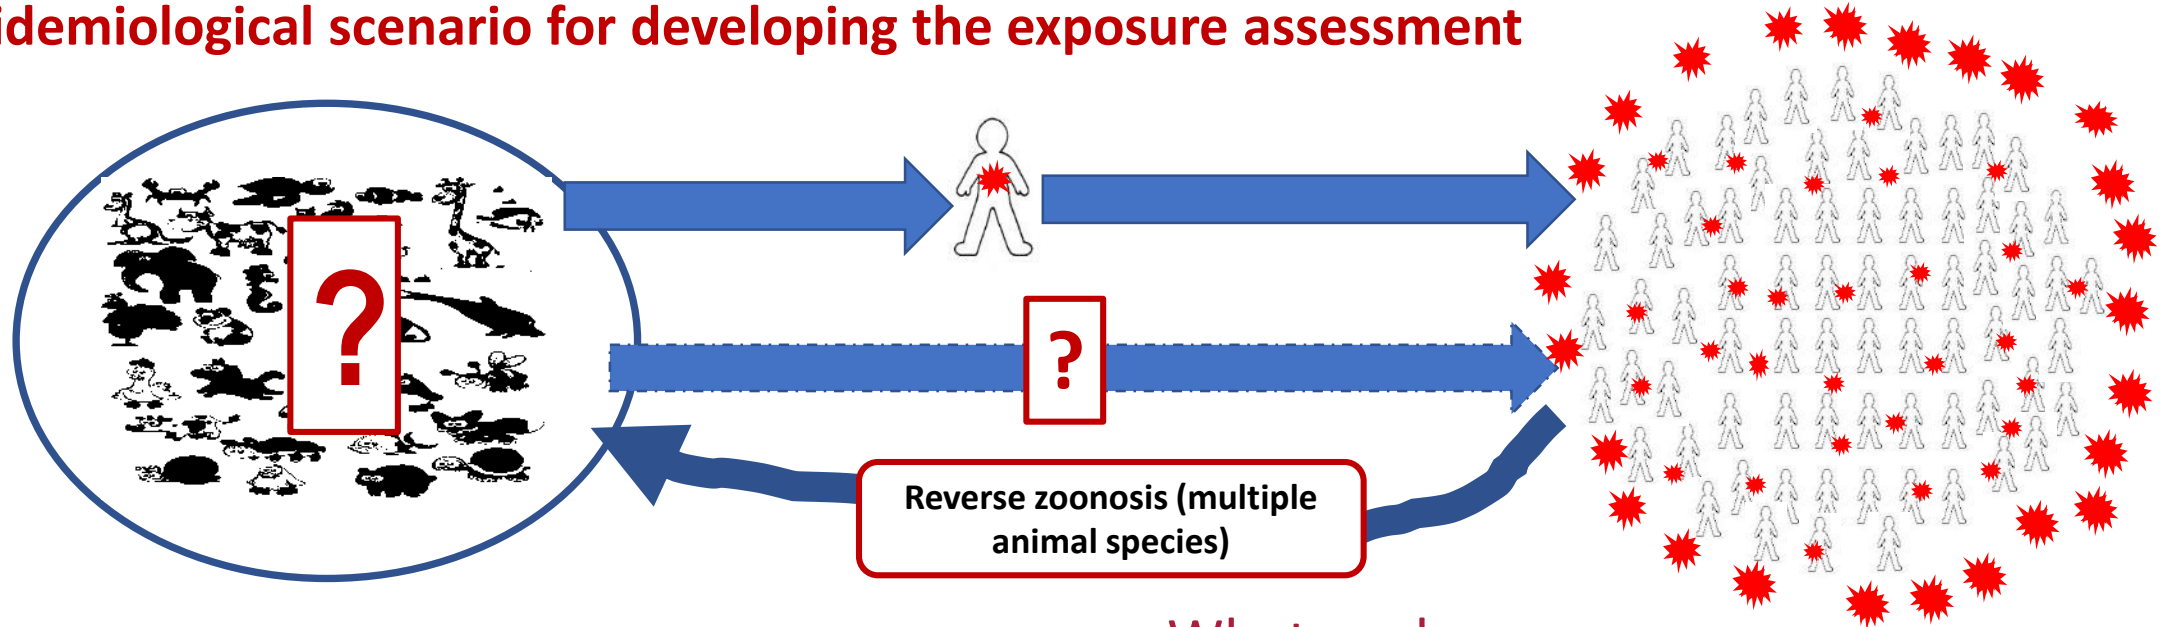 idemiological scenario for developing the exposure assessment
?
?
Reverse zoonosis (multiple
animal species)